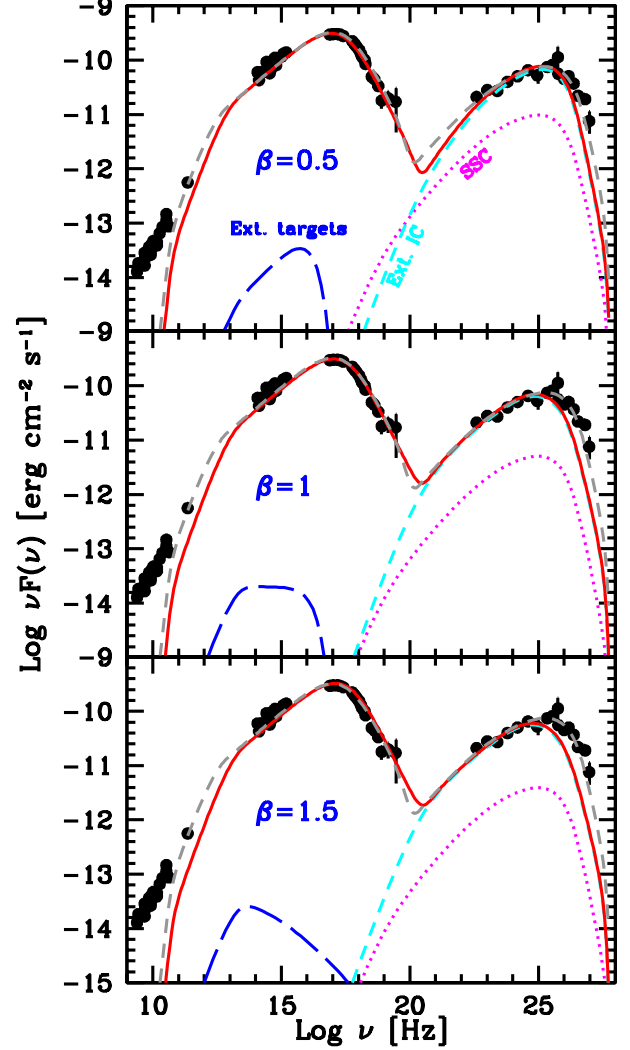 −9
−10
−11
−12
−13
−14
β=0.5
Ext. targets
Ext. IC
SSC
−9
−10
−11
−12
−13
−14
β=1
−9
−10
−11
−12
−13
−14
−15
β=1.5
10 15 20 25
Log ν [Hz]
Log νF(ν) [erg cm⁻² s⁻¹]